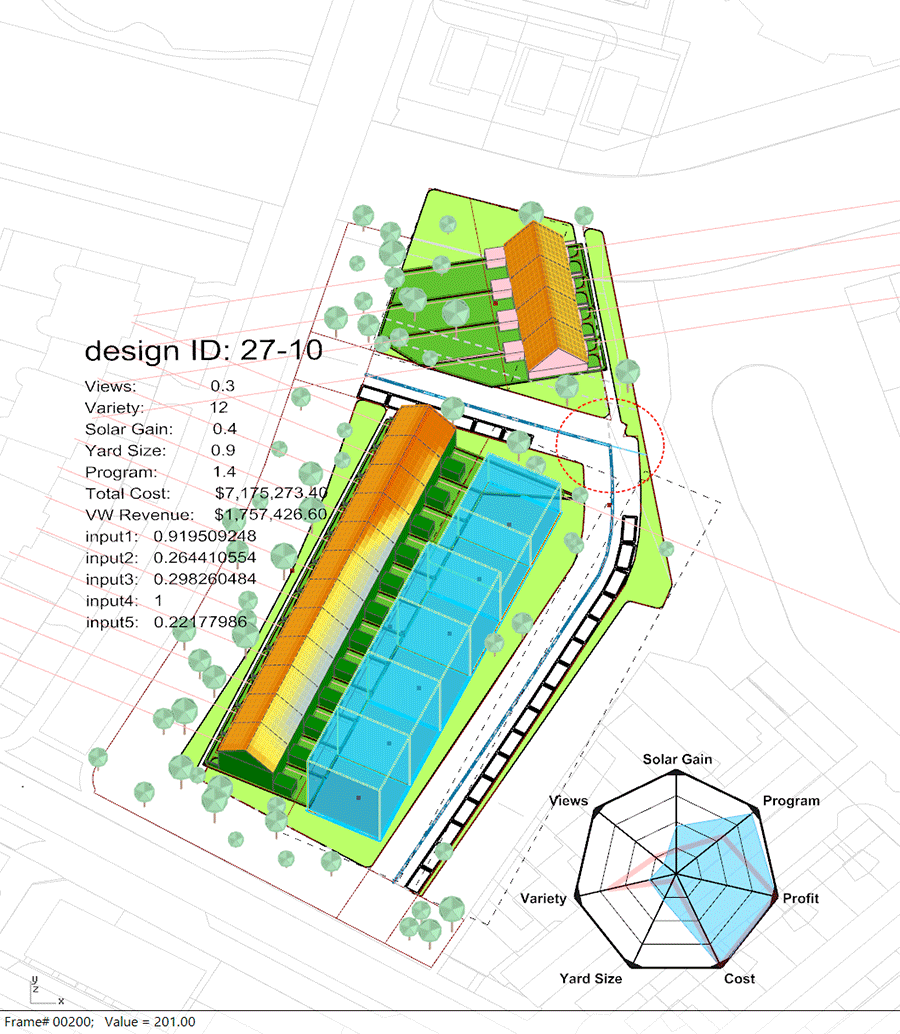 design ID: 27-10
Views: 0.3
Variety: 12
Solar Gain: 0.4
Yard Size: 0.9
Program: 1.4
Total Cost: $7,175,273.40
VW Revenue: $1,757,426.60
input1: 0.919509248
input2: 0.264410554
input3: 0.298260484
input4: 1
input5: 0.22177986
Solar Gain
Views
Program
Variety
Profit
Yard Size
Cost
y
z
x
Frame# 00200; Value = 201.00